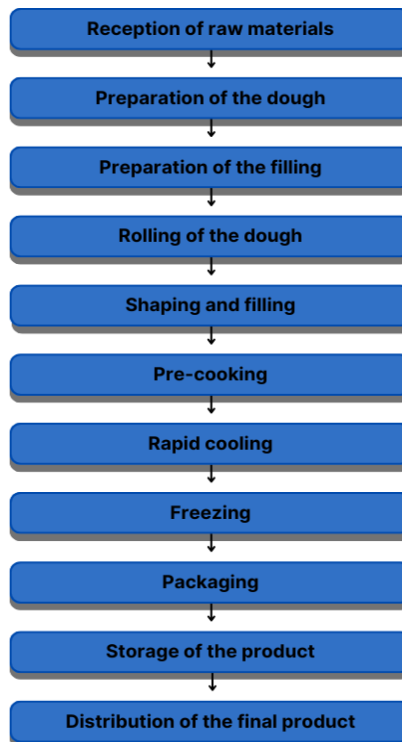 Reception of raw materials
Preparation of the dough
Preparation of the filling
Rolling of the dough
Shaping and filling
Pre-cooking
Rapid cooling
Freezing
Packaging
Storage of the product
Distribution of the final product